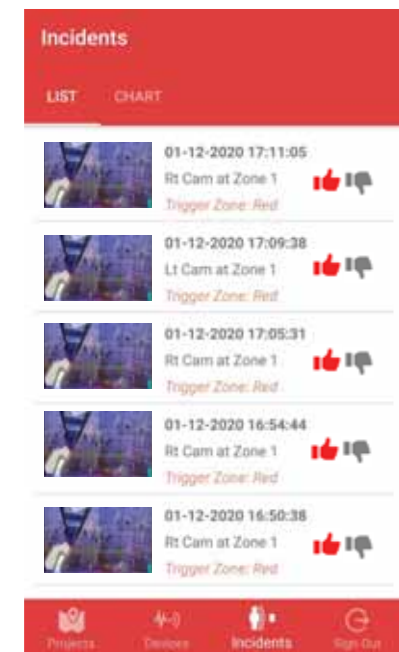 Incidents
LIST CHART
01-12-2020 17:11:05
Rt Cam at Zone 1
Trigger Zone: Red
01-12-2020 17:09:38
Lt Cam at Zone 1
Trigger Zone: Red
01-12-2020 17:05:31
Rt Cam at Zone 1
Trigger Zone: Red
01-12-2020 16:54:44
Rt Cam at Zone 1
Trigger Zone: Red
01-12-2020 16:50:38
Rt Cam at Zone 1
Trigger Zone: Red
Projects Devices Incidents Sign Out